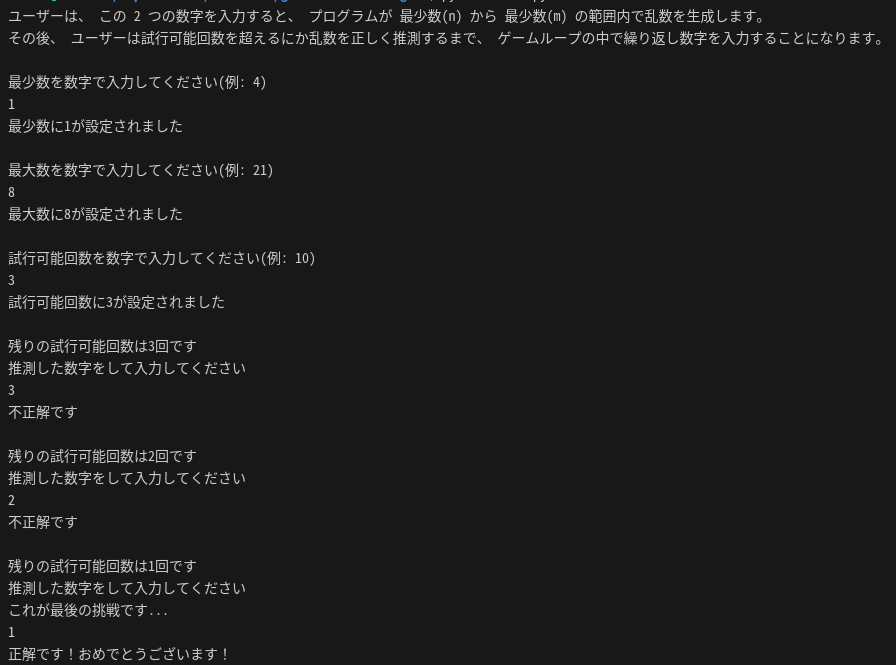 ユーザーは、 この 2 つの数字を入力すると、 プログラムが 最少数(n) から 最少数(m) の範囲内で乱数を生成します。
その後、 ユーザーは試行可能回数を超えるにか乱数を正しく推測するまで、 ゲームループの中で繰り返し数字を入力することになります。
最少数を数字で入力してください(例: 4)
1
最少数に1が設定されました
最大数を数字で入力してください(例: 21)
8
最大数に8が設定されました
試行可能回数を数字で入力してください(例: 10)
3
試行可能回数に3が設定されました
残りの試行可能回数は3回です
推測した数字をして入力してください
3
不正解です
残りの試行可能回数は2回です
推測した数字をして入力してください
2
不正解です
残りの試行可能回数は1回です
推測した数字をして入力してください
これが最後の挑戦です...
1
正解です！おめでとうございます！